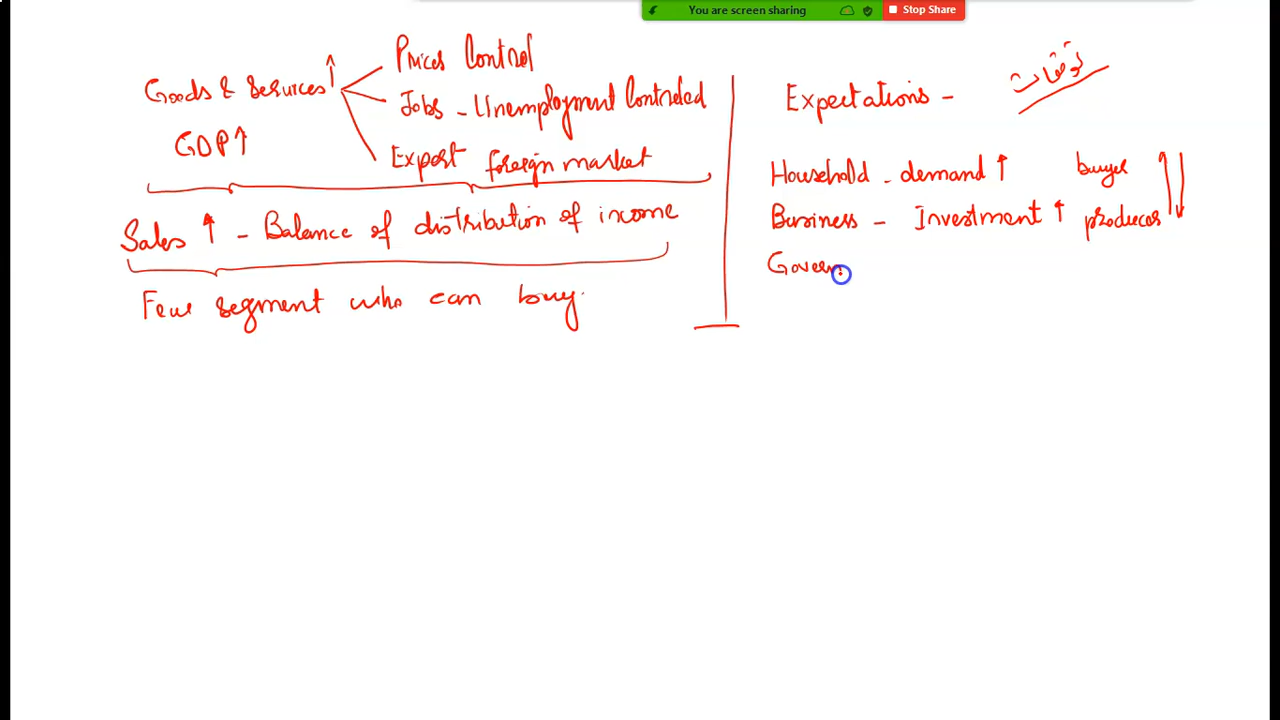 You are screen sharing Stop Share
Goods & Services ↑
Prices Control
Jobs - Unemployment Controled
Export foreign market
GDP ↑
Sales ↑ - Balance of distribution of income
Few segment who can buy.
Expectations - توقعات
Household - demand ↑ buyer
Business - Investment ↑ producer
Govern